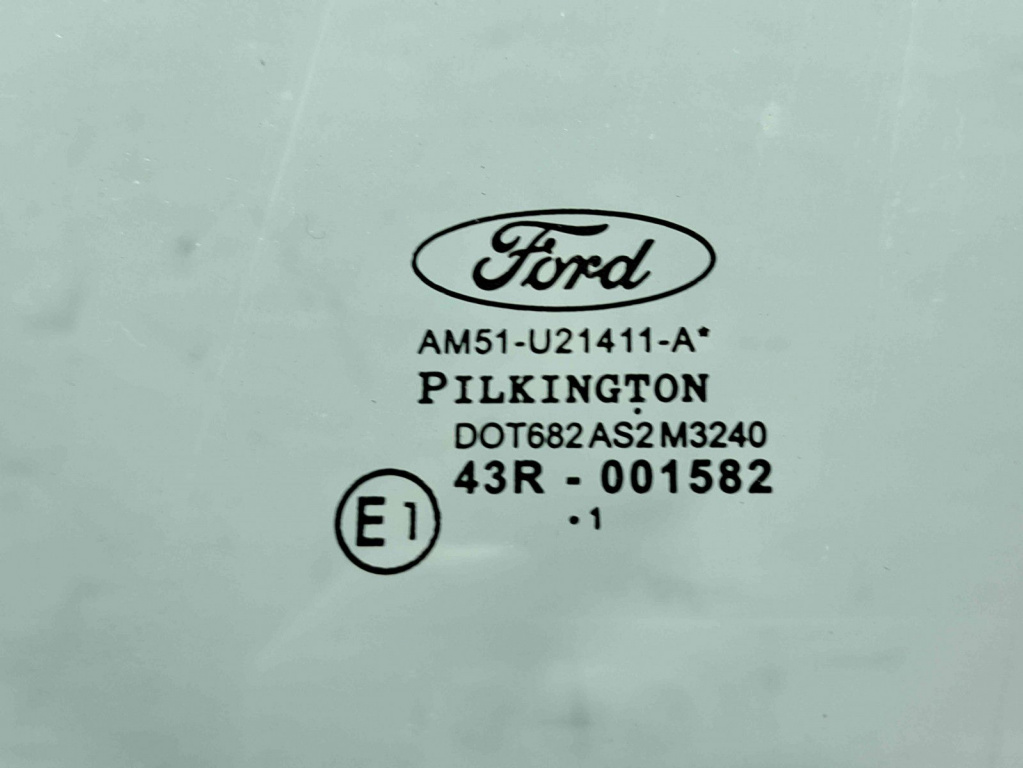 Ford
AM51-U21411-A*
PILKINGTON
DOT682 AS2 M3240
43R - 001582
E1
• 1